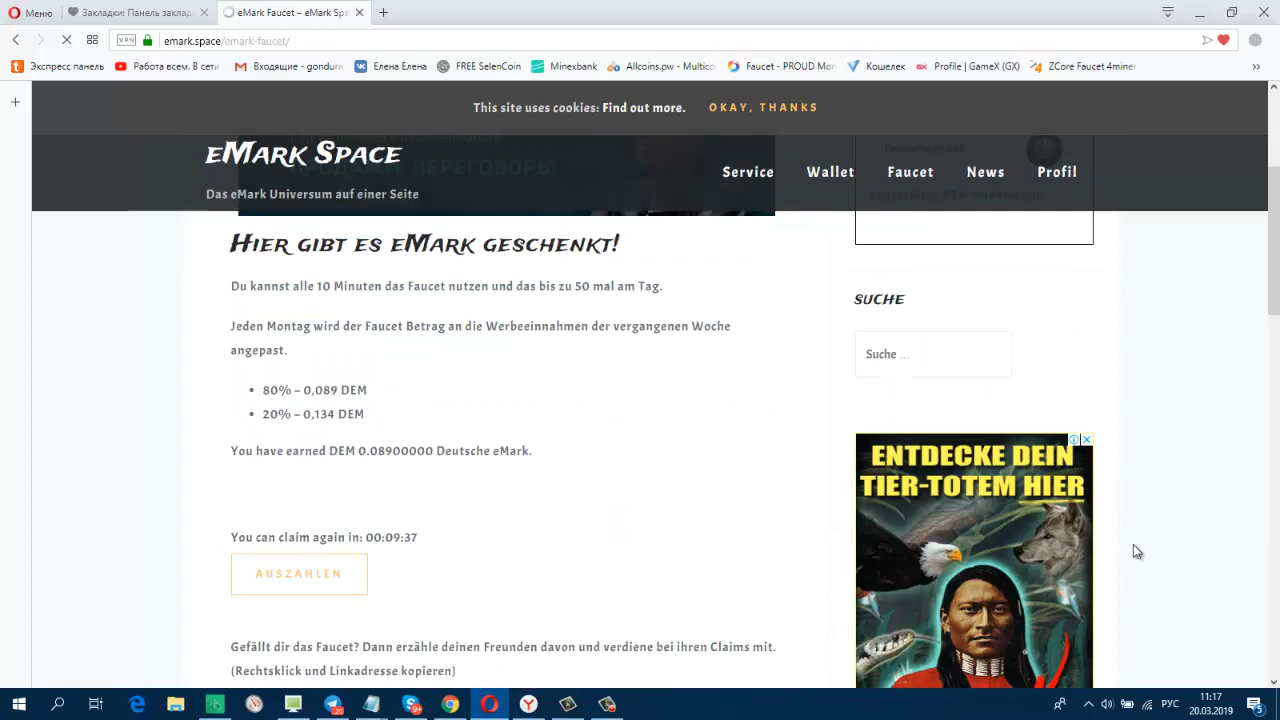 Меню
Закладки: Панель заклад
eMark Faucet – eMark Spa
VPN
emark.space/emark-faucet/
Экспресс панель
Работа всем. В сети
Входящие - gondura
Елена Елена
FREE SelenCoin
Minexbank
Allcoins.pw - Multico
Faucet - PROUD Mon
Кошелек
Profile | GameX (GX)
ZCore Faucet 4miner
This site uses cookies: Find out more.
OKAY, THANKS
eMark Space
Das eMark Universum auf einer Seite
Service
Wallet
Faucet
News
Profil
ПЕРЕГОВОРЫ
Hier gibt es eMark geschenkt!
Du kannst alle 10 Minuten das Faucet nutzen und das bis zu 50 mal am Tag.
Jeden Montag wird der Faucet Betrag an die Werbeeinnahmen der vergangenen Woche
angepast.
80% – 0,089 DEM
20% – 0,134 DEM
You have earned DEM 0.08900000 Deutsche eMark.
You can claim again in: 00:09:37
AUSZAHLEN
Gefällt dir das Faucet? Dann erzähle deinen Freunden davon und verdiene bei ihren Claims mit.
(Rechtsklick und Linkadresse kopieren)
SUCHE
Suche …
ENTDECKE DEIN
TIER-TOTEM HIER
РУС
11:17
20.03.2019